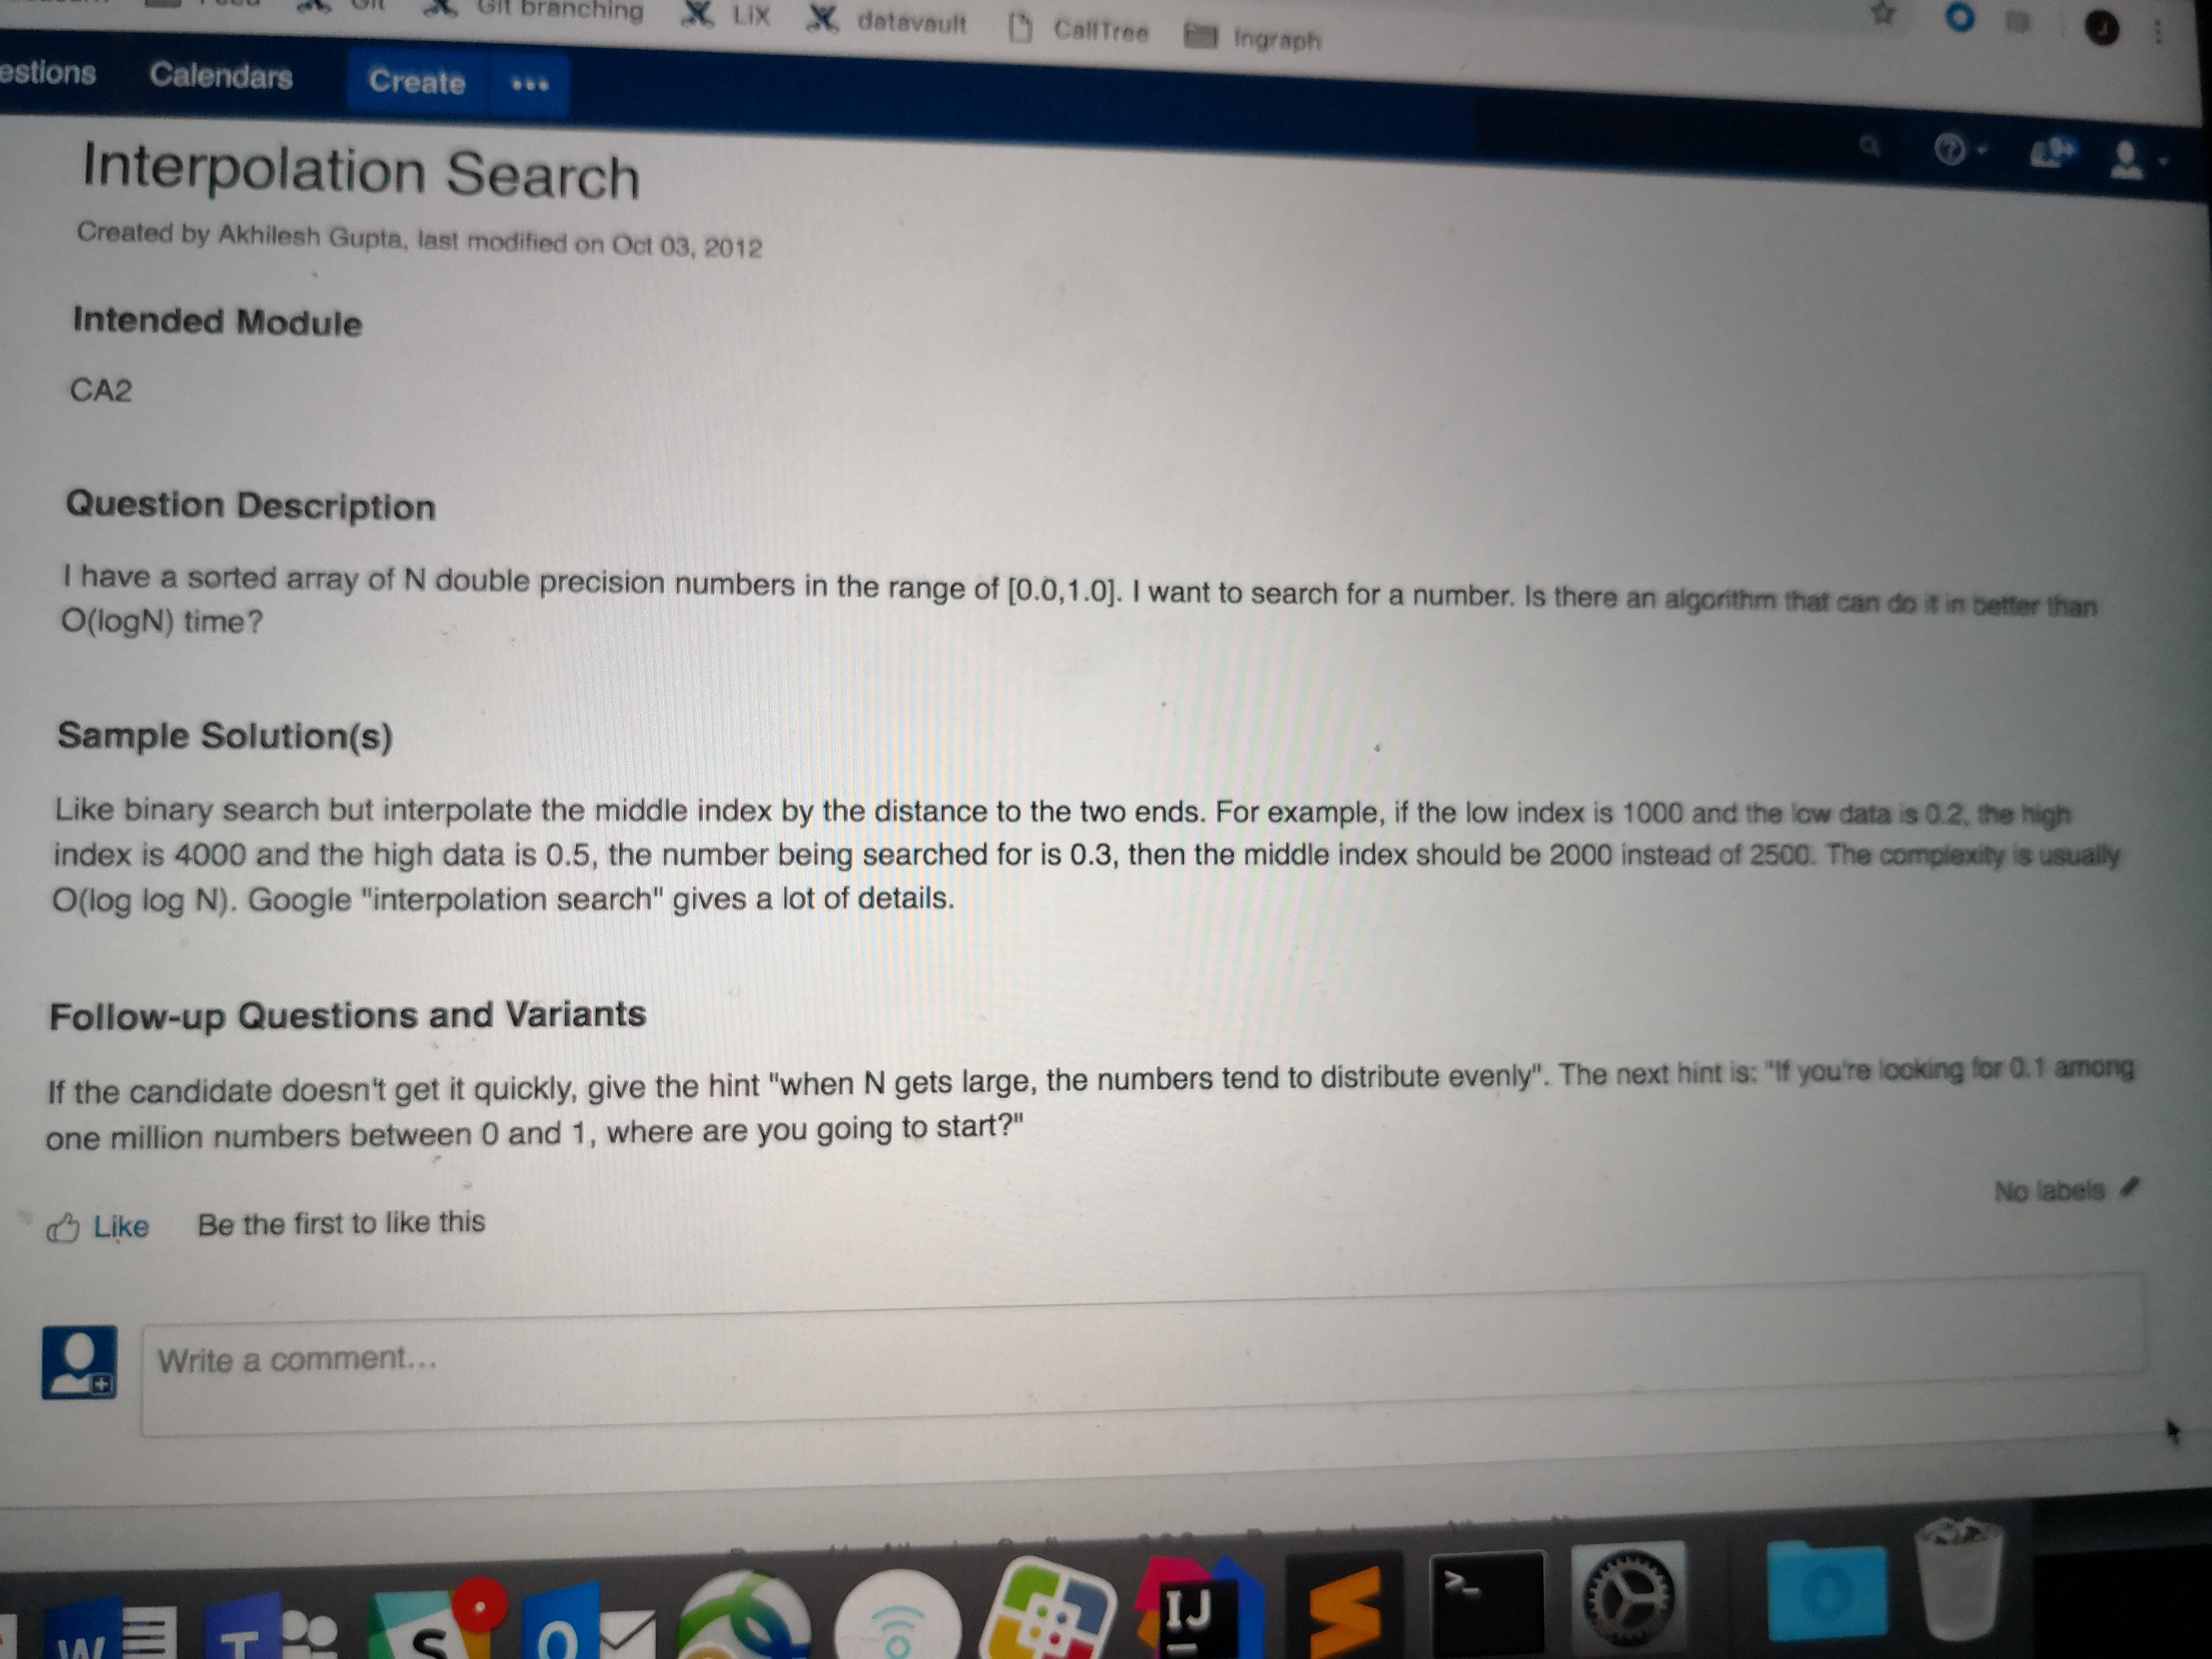 Git Git branching LiX datavault CallTree Ingraph
estions Calendars Create •••
Interpolation Search
Created by Akhilesh Gupta, last modified on Oct 03, 2012
Intended Module
CA2
Question Description
I have a sorted array of N double precision numbers in the range of [0.0,1.0]. I want to search for a number. Is there an algorithm that can do it in better than
O(logN) time?
Sample Solution(s)
Like binary search but interpolate the middle index by the distance to the two ends. For example, if the low index is 1000 and the low data is 0.2, the high
index is 4000 and the high data is 0.5, the number being searched for is 0.3, then the middle index should be 2000 instead of 2500. The complexity is usually
O(log log N). Google "interpolation search" gives a lot of details.
Follow-up Questions and Variants
If the candidate doesn't get it quickly, give the hint "when N gets large, the numbers tend to distribute evenly". The next hint is: "If you're looking for 0.1 among
one million numbers between 0 and 1, where are you going to start?"
No labels
Like Be the first to like this
Write a comment...
W T S O IJ >_